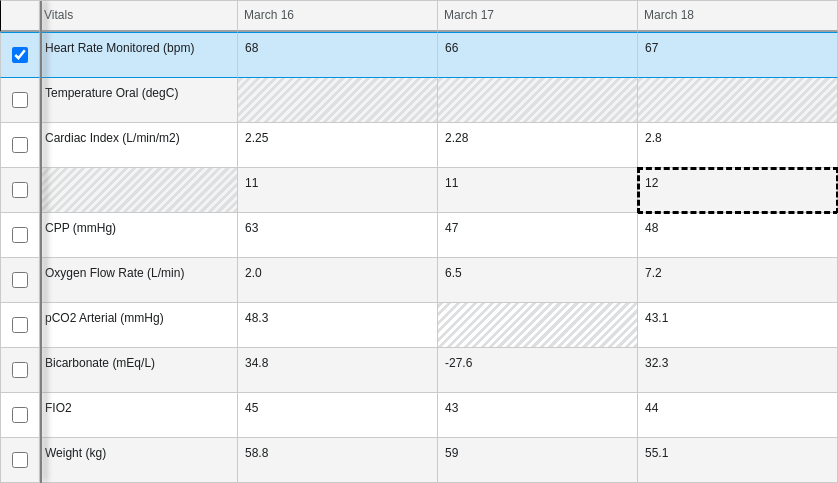 Vitals March 16 March 17 March 18
Heart Rate Monitored (bpm) 68 66 67
Temperature Oral (degC)
Cardiac Index (L/min/m2) 2.25 2.28 2.8
11 11 12
CPP (mmHg) 63 47 48
Oxygen Flow Rate (L/min) 2.0 6.5 7.2
pCO2 Arterial (mmHg) 48.3 43.1
Bicarbonate (mEq/L) 34.8 -27.6 32.3
FIO2 45 43 44
Weight (kg) 58.8 59 55.1